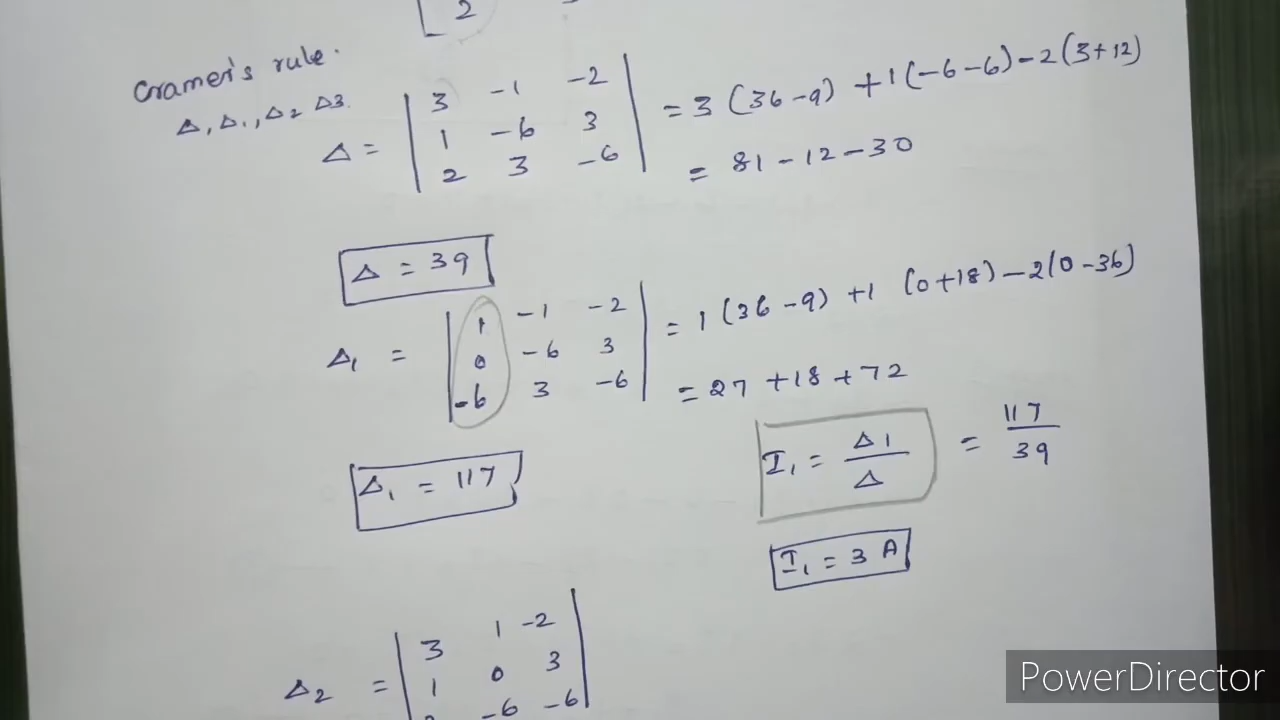 2
Cramer's rule.
Δ, Δ1, Δ2 Δ3.
Δ = | 3 -1 -2 | = 3 (36-9) +1(-6-6)-2(3+12)
| 1 -6 3 |
| 2 3 -6 | = 81-12-30
Δ = 39
Δ1 = | 1 -1 -2 | = 1 (36-9) +1 (0+18)-2(0-36)
| 0 -6 3 |
| -6 3 -6 | = 27 +18 +72
I1 = Δ1/Δ = 117/39
Δ1 = 117
I1 = 3 A
Δ2 = | 3 1 -2 |
| 1 0 3 |
-6 -6 |
PowerDirector